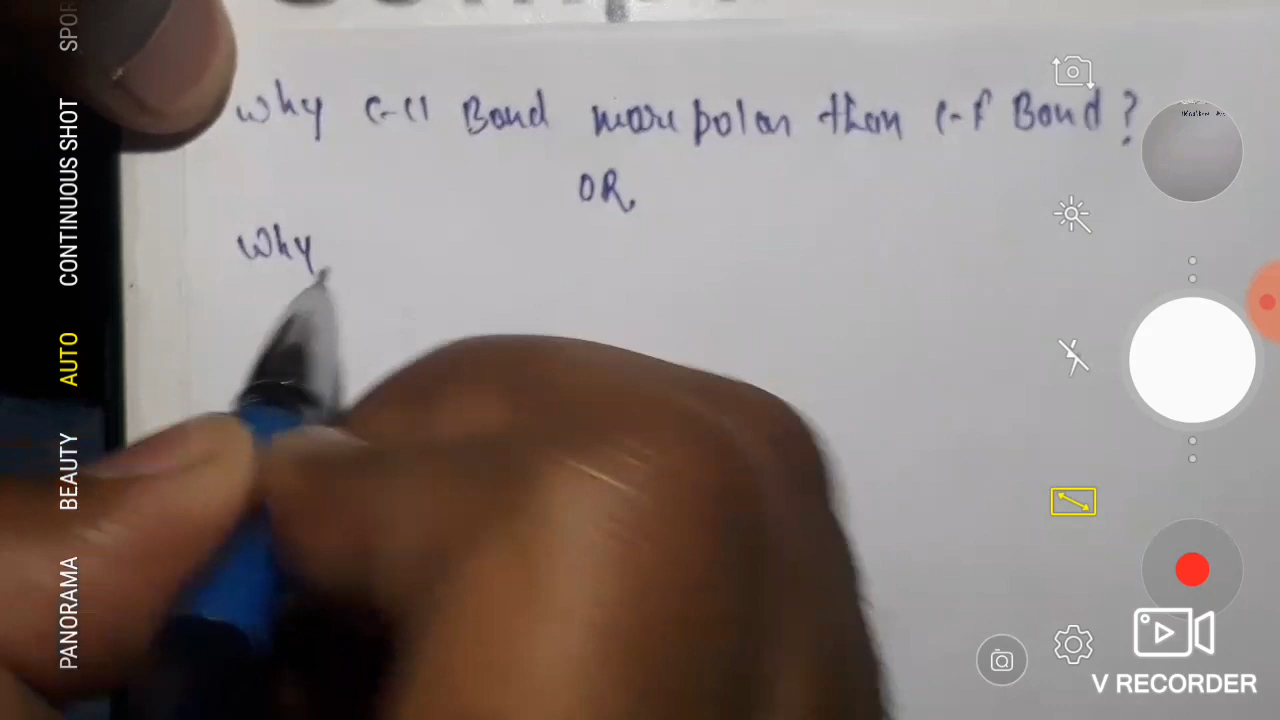 Why C-Cl Bond more polar than C-F Bond ?
OR
Why
PANORAMA
BEAUTY
AUTO
CONTINUOUS SHOT
SPOR
V RECORDER